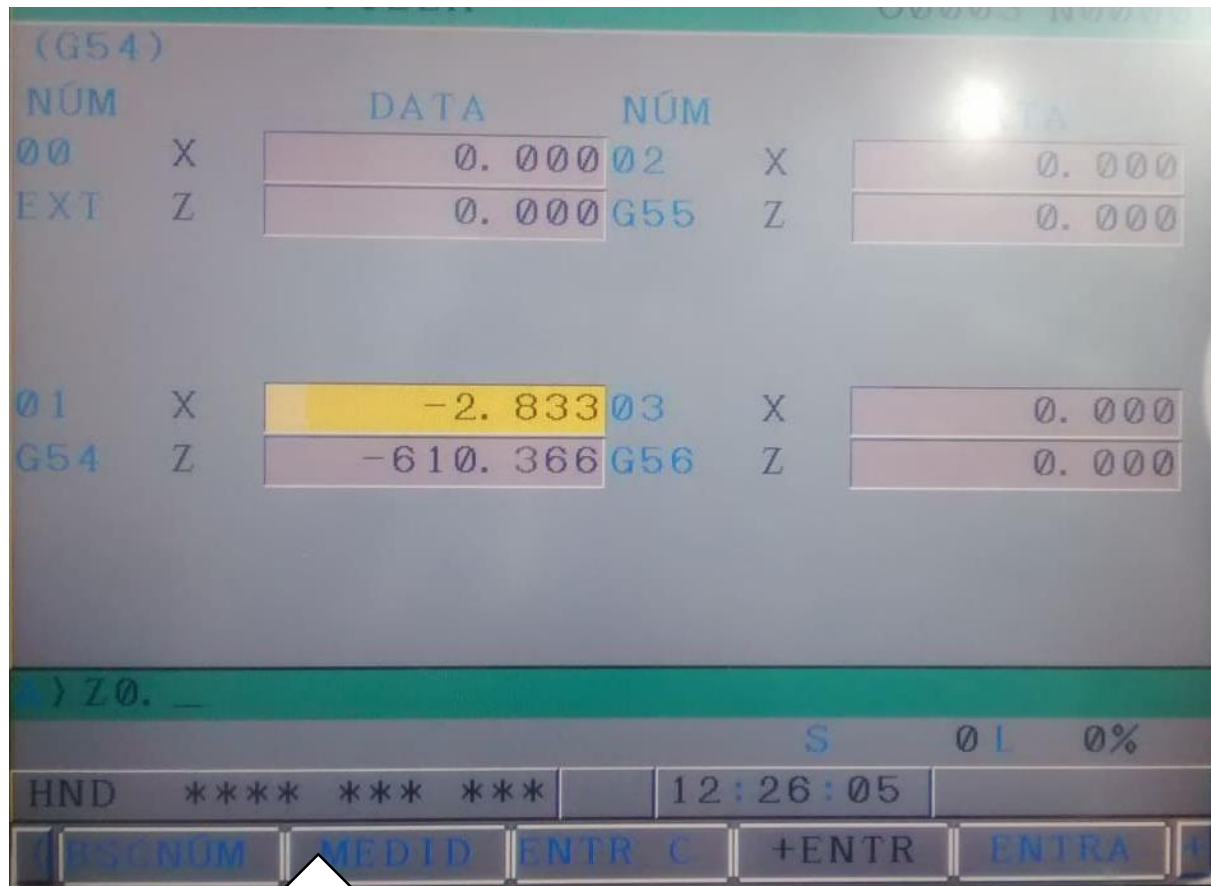 (G54)
NÚM DATA NÚM
00 X 0.000 02 X 0.000
EXT Z 0.000 G55 Z 0.000
01 X -2.833 03 X 0.000
G54 Z -610.366 G56 Z 0.000
A) Z0. _
S 0 L 0%
HND **** *** *** 12:26:05
( BSCNÚM MEDID ENTR C +ENTR ENTRA +